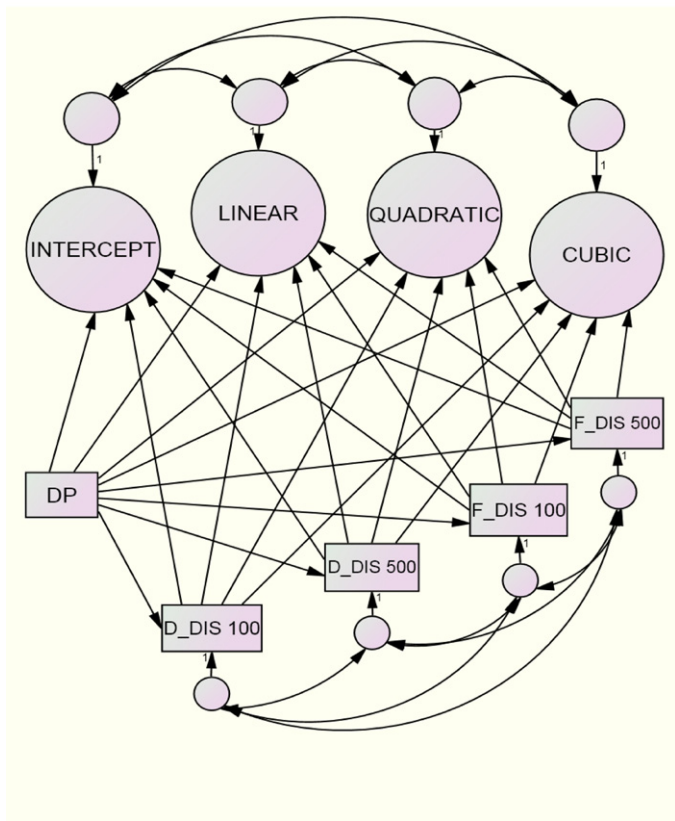 1
1
1
1
INTERCEPT
LINEAR
QUADRATIC
CUBIC
DP
F_DIS 500
1
F_DIS 100
1
D_DIS 500
1
D_DIS 100
1